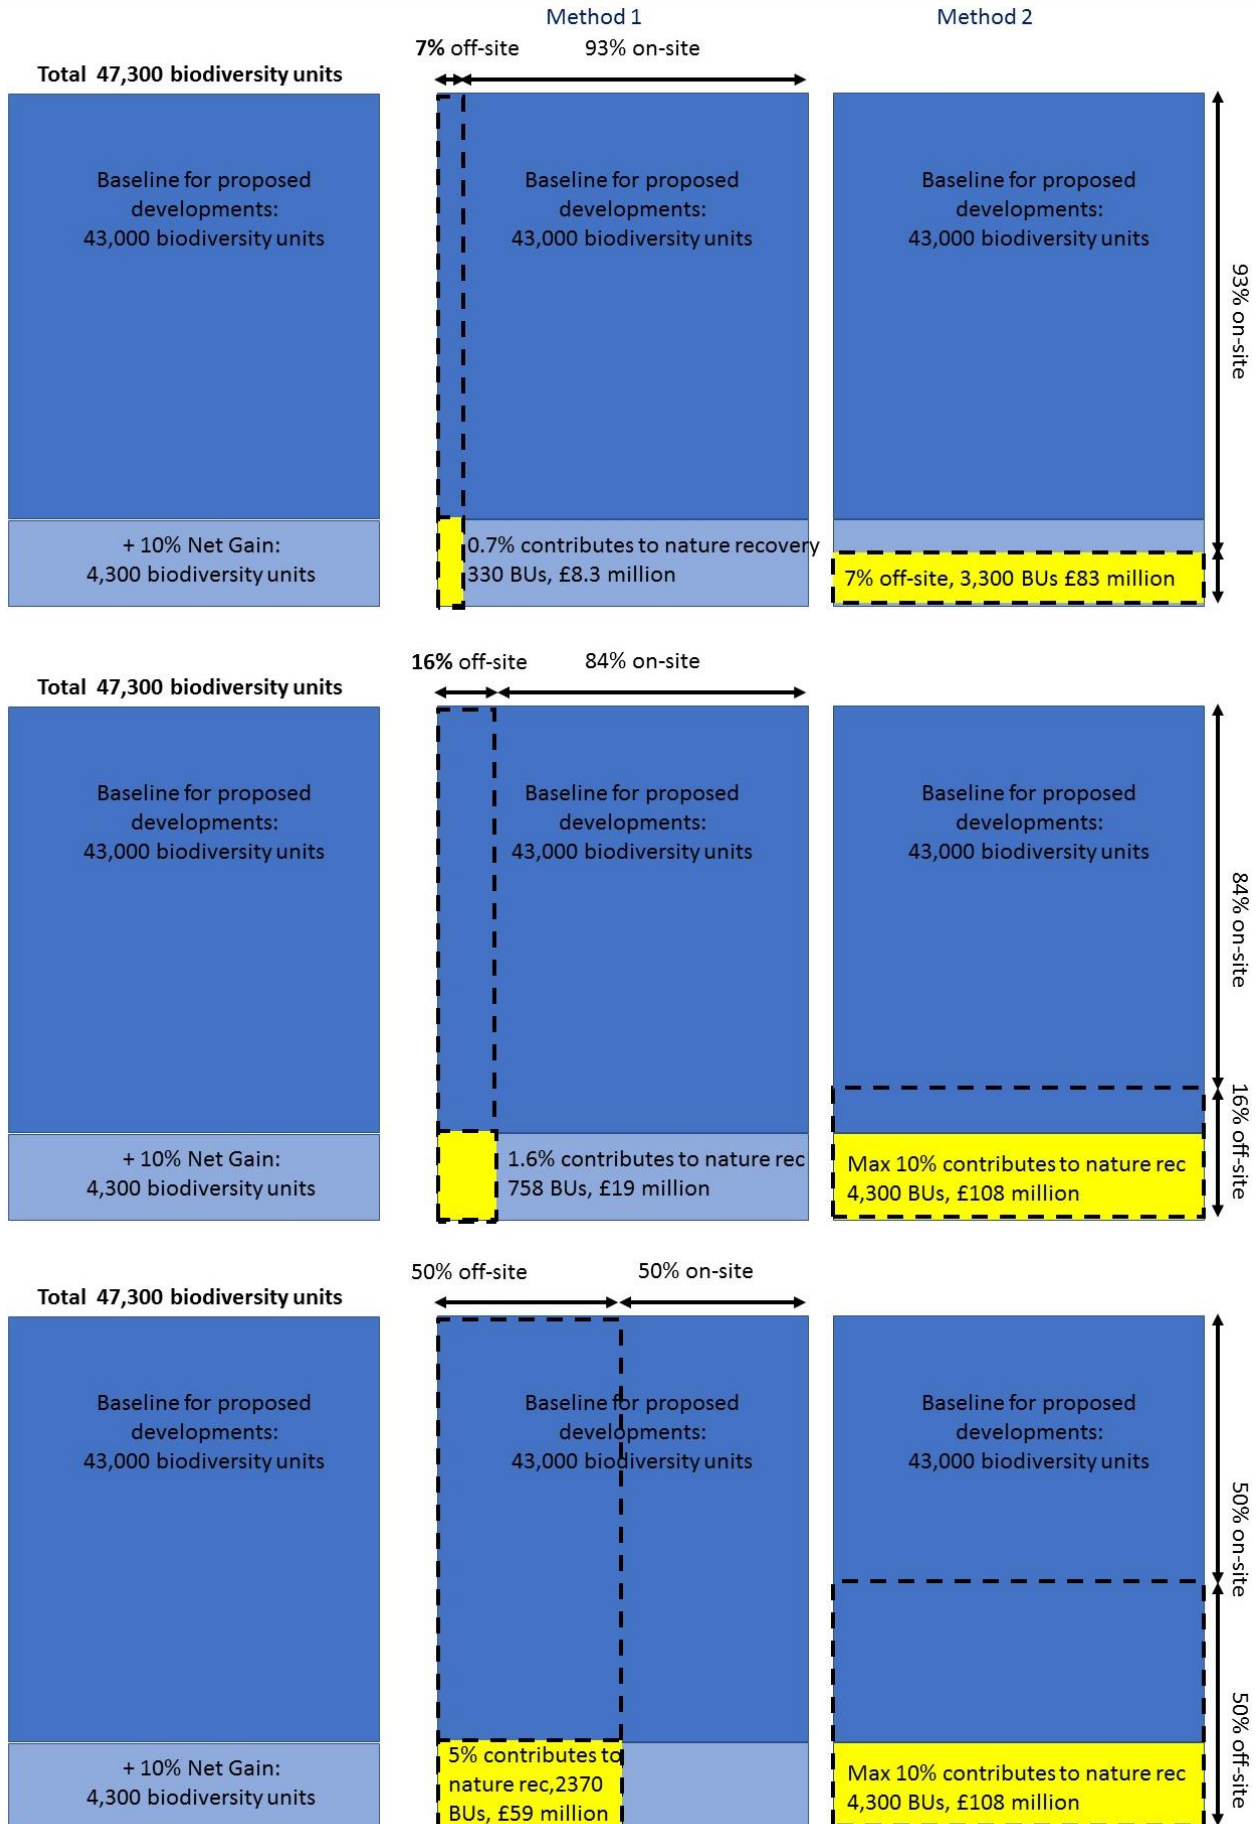 Method 1
Method 2
7% off-site
93% on-site
Total 47,300 biodiversity units
Baseline for proposed
developments:
43,000 biodiversity units
Baseline for proposed
developments:
43,000 biodiversity units
Baseline for proposed
developments:
43,000 biodiversity units
93% on-site
+ 10% Net Gain:
4,300 biodiversity units
0.7% contributes to nature recovery
330 BUs, £8.3 million
7% off-site, 3,300 BUs £83 million
16% off-site
84% on-site
Total 47,300 biodiversity units
Baseline for proposed
developments:
43,000 biodiversity units
Baseline for proposed
developments:
43,000 biodiversity units
Baseline for proposed
developments:
43,000 biodiversity units
84% on-site
16% off-site
+ 10% Net Gain:
4,300 biodiversity units
1.6% contributes to nature rec
758 BUs, £19 million
Max 10% contributes to nature rec
4,300 BUs, £108 million
50% off-site
50% on-site
Total 47,300 biodiversity units
Baseline for proposed
developments:
43,000 biodiversity units
Baseline for proposed
developments:
43,000 biodiversity units
Baseline for proposed
developments:
43,000 biodiversity units
50% on-site
50% off-site
+ 10% Net Gain:
4,300 biodiversity units
5% contributes to
nature rec,2370
BUs, £59 million
Max 10% contributes to nature rec
4,300 BUs, £108 million